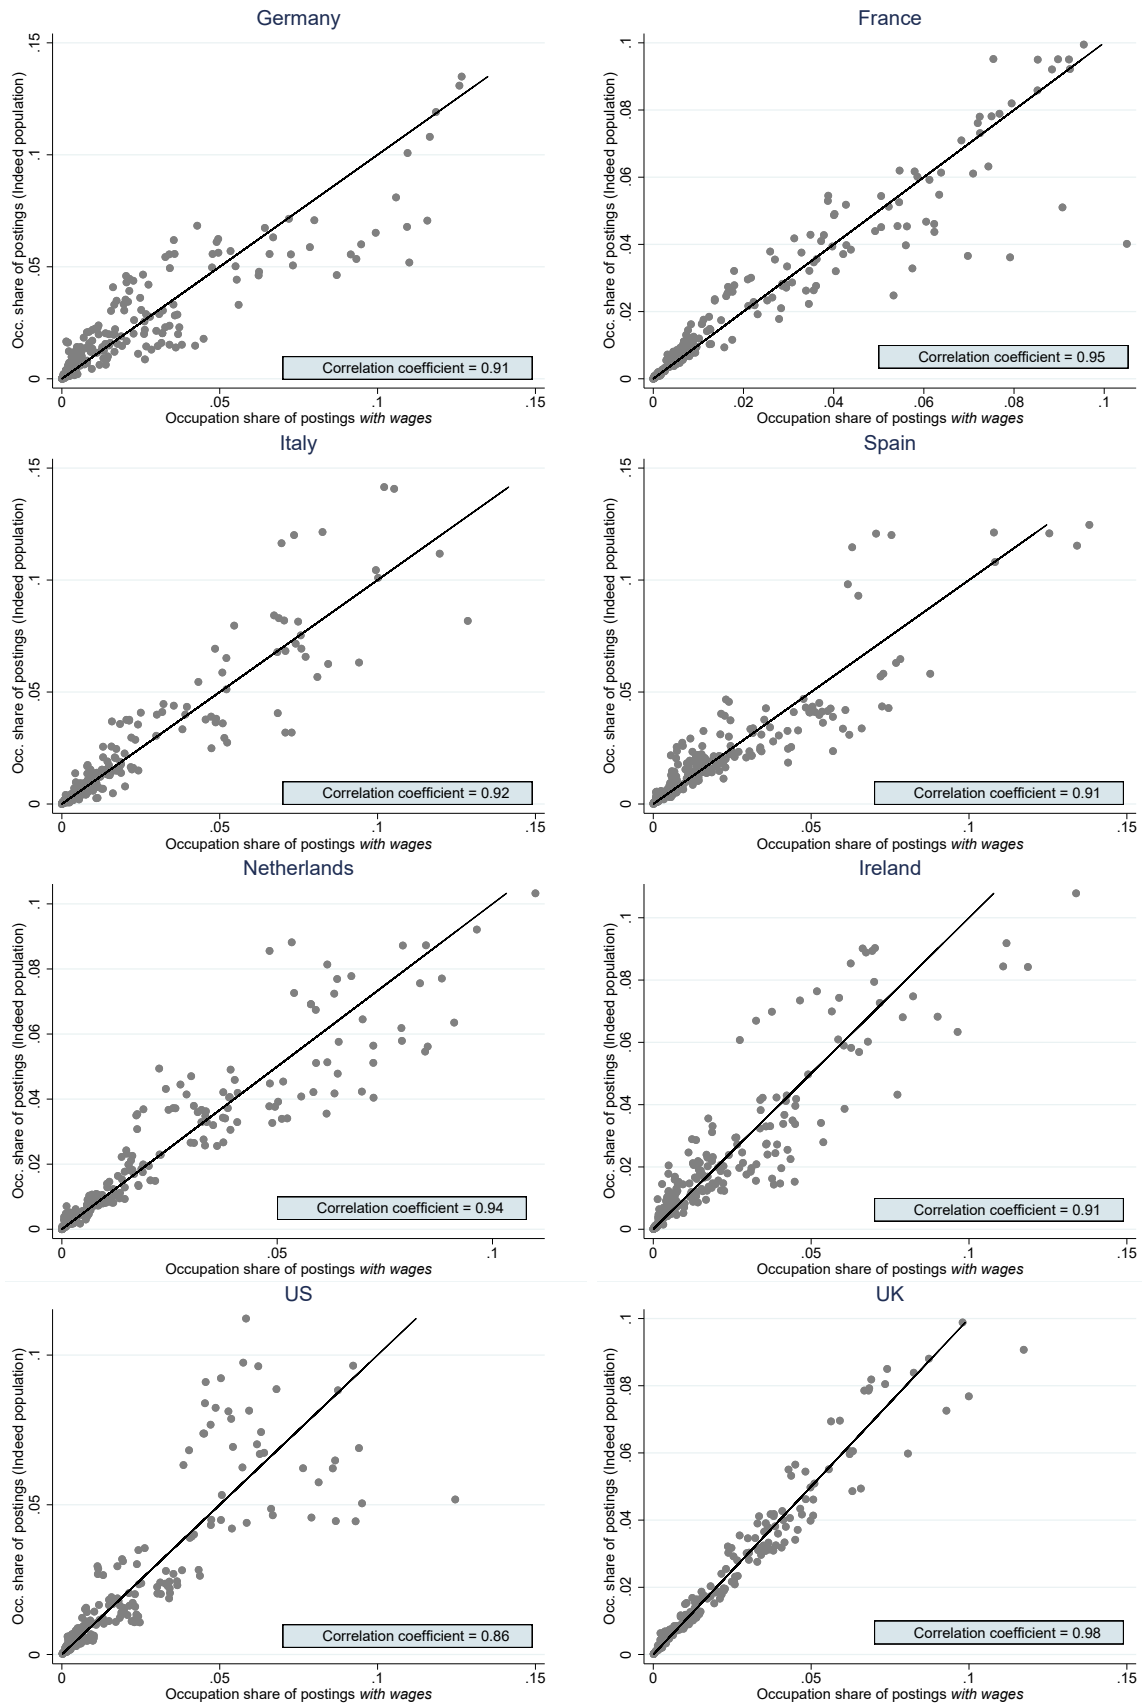 Germany
Occ. share of postings (Indeed population)
.15
.1
.05
0
Correlation coefficient = 0.91
0 .05 .1 .15
Occupation share of postings with wages
France
Occ. share of postings (Indeed population)
.1
.08
.06
.04
.02
0
Correlation coefficient = 0.95
0 .02 .04 .06 .08 .1
Occupation share of postings with wages
Italy
Occ. share of postings (Indeed population)
.15
.1
.05
0
Correlation coefficient = 0.92
0 .05 .1 .15
Occupation share of postings with wages
Spain
Occ. share of postings (Indeed population)
.15
.1
.05
0
Correlation coefficient = 0.91
0 .05 .1 .15
Occupation share of postings with wages
Netherlands
Occ. share of postings (Indeed population)
.1
.08
.06
.04
.02
0
Correlation coefficient = 0.94
0 .05 .1
Occupation share of postings with wages
Ireland
Occ. share of postings (Indeed population)
.1
.08
.06
.04
.02
0
Correlation coefficient = 0.91
0 .05 .1 .15
Occupation share of postings with wages
US
Occ. share of postings (Indeed population)
.1
.05
0
Correlation coefficient = 0.86
0 .05 .1 .15
Occupation share of postings with wages
UK
Occ. share of postings (Indeed population)
.1
.08
.06
.04
.02
0
Correlation coefficient = 0.98
0 .05 .1 .15
Occupation share of postings with wages